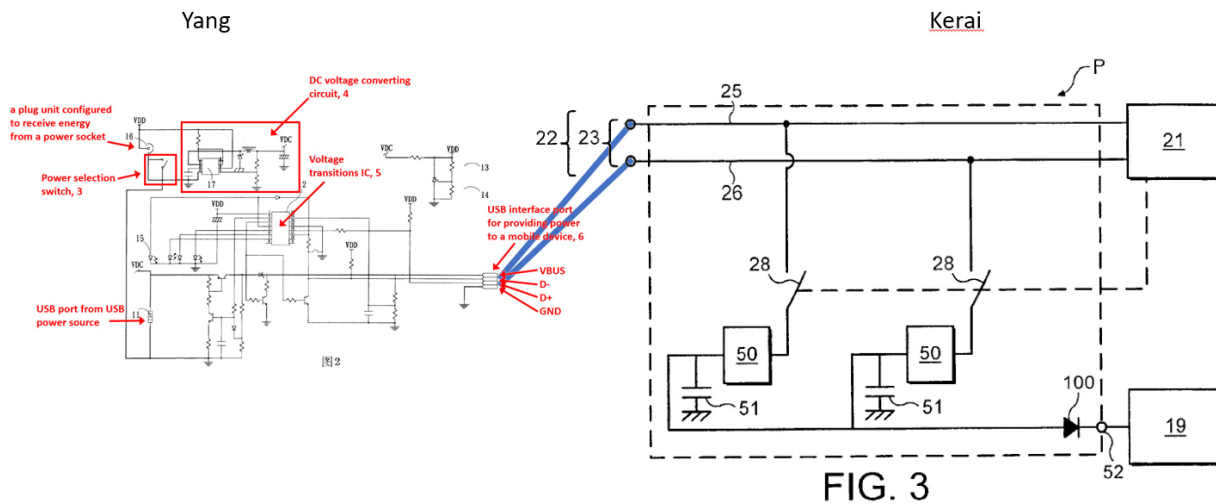 Yang
Kerai
DC voltage converting
circuit, 4
a plug unit configured
to receive energy
from a power socket
VDD
16
VDC
17
Power selection
switch, 3
Voltage
transitions IC, 5
2
VDC
VDD
13
14
USB interface port
for providing power
to a mobile device, 6
VDD
VDD
VDD
15
VDC
VBUS
D-
D+
GND
USB port from USB
power source
11
图2
P
25
22
23
21
26
28
28
50
50
51
51
100
19
52
FIG. 3